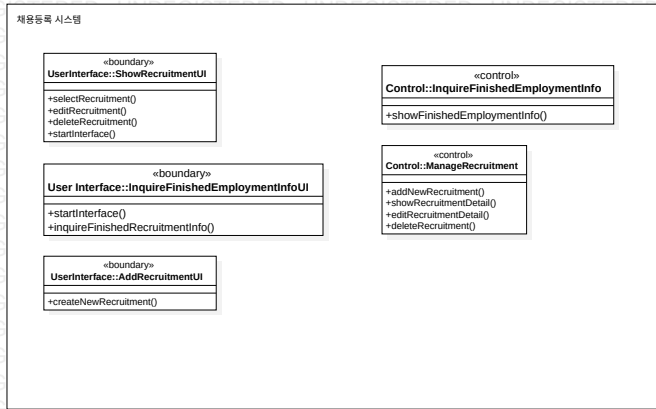 채용등록 시스템
«boundary»
UserInterface::ShowRecruitmentUI
+selectRecruitment()
+editRecruitment()
+deleteRecruitment()
+startInterface()
«boundary»
User Interface::InquireFinishedEmploymentInfoUI
+startInterface()
+inquireFinishedRecruitmentInfo()
«boundary»
UserInterface::AddRecruitmentUI
+createNewRecruitment()
«control»
Control::InquireFinishedEmploymentInfo
+showFinishedEmploymentInfo()
«control»
Control::ManageRecruitment
+addNewRecruitment()
+showRecruitmentDetail()
+editRecruitmentDetail()
+deleteRecruitment()